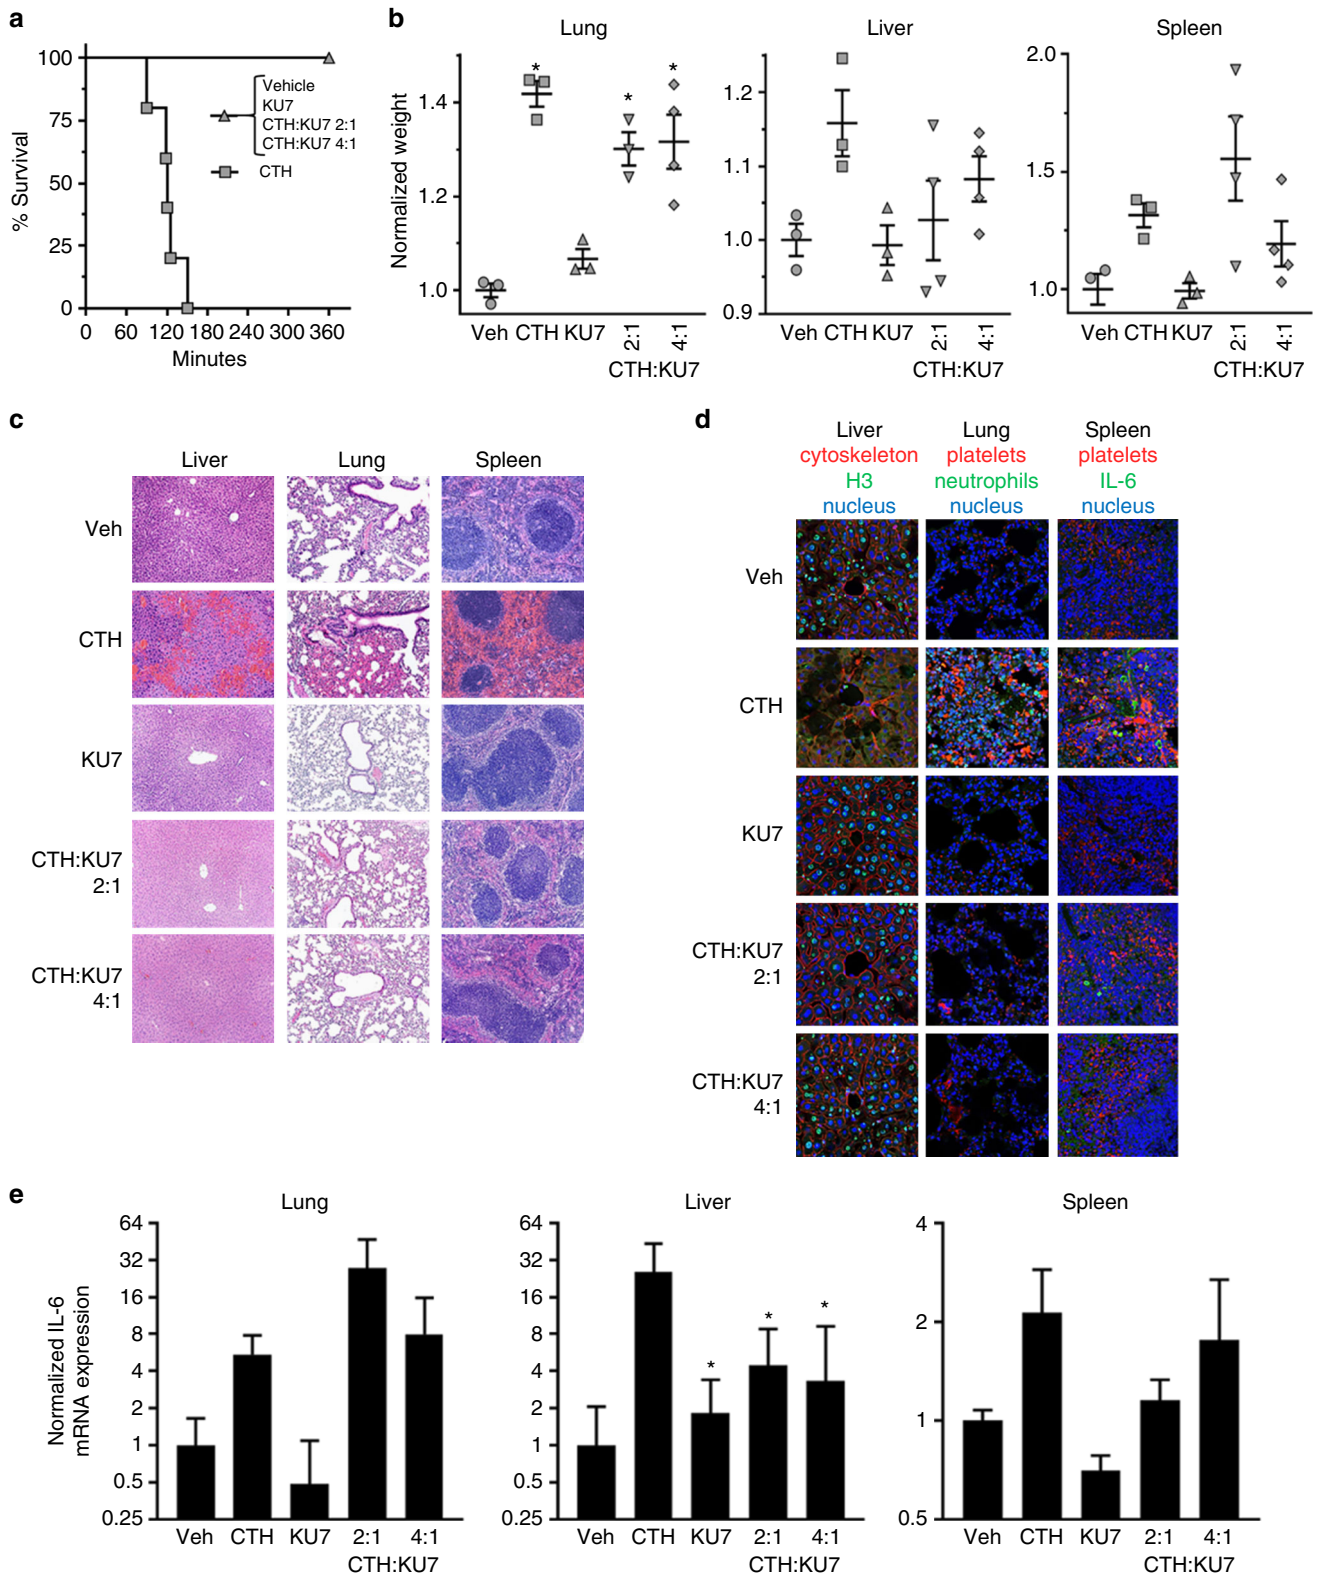 a
100
75
50
25
0
% Survival
0 60 120 180 240 300 360
Minutes
Vehicle
KU7
CTH:KU7 2:1
CTH:KU7 4:1
CTH
b
Lung
Normalized weight
1.4
1.2
1.0
Veh CTH KU7 2:1 4:1
CTH:KU7
Liver
1.2
1.1
1.0
0.9
Veh CTH KU7 2:1 4:1
CTH:KU7
Spleen
2.0
1.5
1.0
Veh CTH KU7 2:1 4:1
CTH:KU7
* * *
c
Liver Lung Spleen
Veh
CTH
KU7
CTH:KU7
2:1
CTH:KU7
4:1
d
Liver Lung Spleen
cytoskeleton platelets platelets
H3 neutrophils IL-6
nucleus nucleus nucleus
Veh
CTH
KU7
CTH:KU7
2:1
CTH:KU7
4:1
e
Lung
Normalized IL-6
mRNA expression
64
32
16
8
4
2
1
0.5
0.25
Veh CTH KU7 2:1 4:1
CTH:KU7
Liver
64
32
16
8
4
2
1
0.5
0.25
* * *
Veh CTH KU7 2:1 4:1
CTH:KU7
Spleen
4
2
1
0.5
Veh CTH KU7 2:1 4:1
CTH:KU7